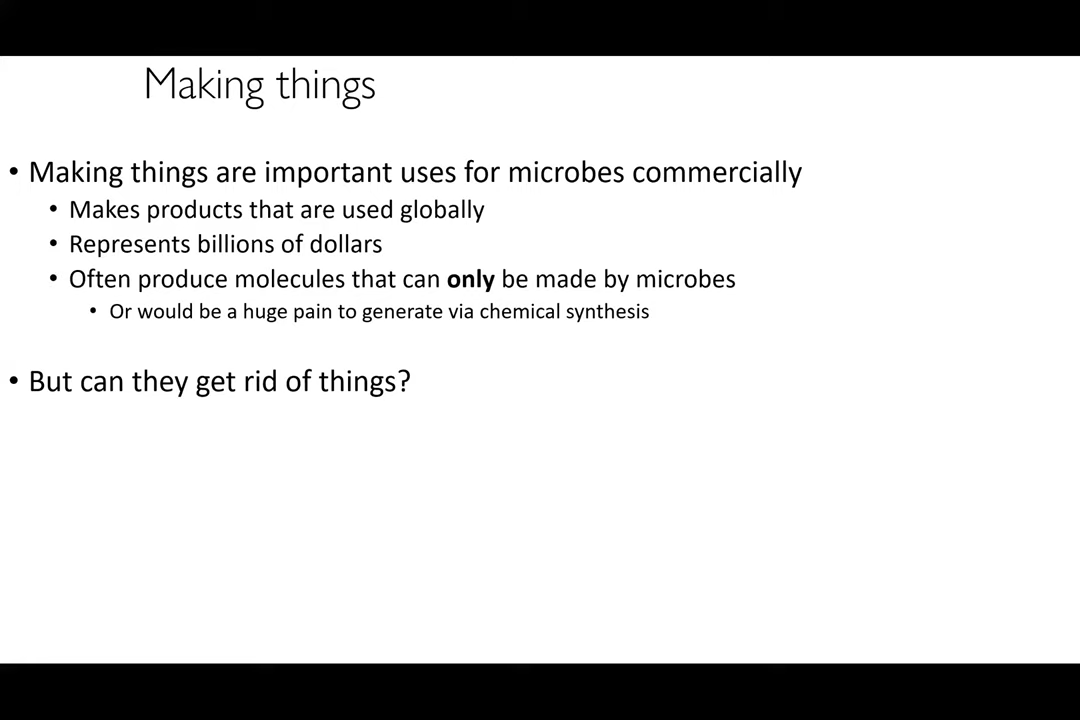 Making things
• Making things are important uses for microbes commercially
• Makes products that are used globally
• Represents billions of dollars
• Often produce molecules that can only be made by microbes
• Or would be a huge pain to generate via chemical synthesis
• But can they get rid of things?